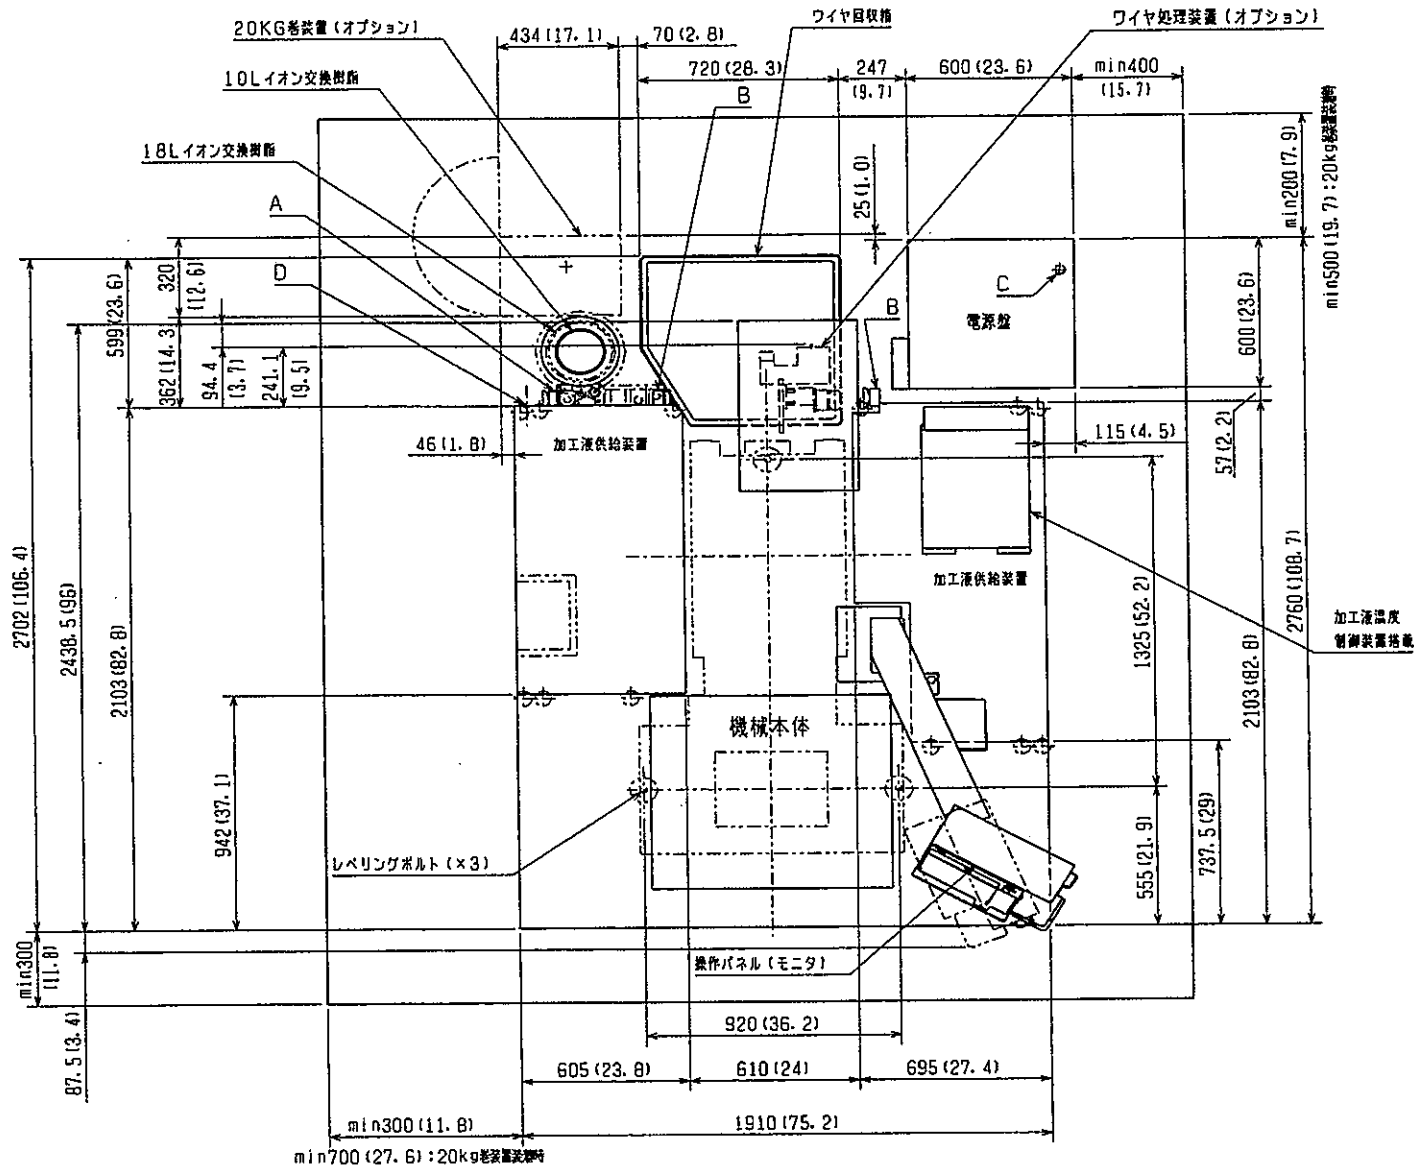 20KG巻装置(オプション)
434(17.1)
70(2.8)
ワイヤ回収箱
ワイヤ処理装置(オプション)
10Lイオン交換樹脂
720(28.3)
247
(9.7)
600(23.6)
min400
(15.7)
B
18Lイオン交換樹脂
A
D
25(1.0)
min200(7.9)
min500(19.7):20kg巻装置装着時
320
(12.6)
599(23.6)
362(14.3)
94.4
(3.7)
241.1
(9.5)
C
B
電源盤
600(23.6)
46(1.8)
加工液供給装置
115(4.5)
57(2.2)
2702(106.4)
2438.5(96)
2103(82.8)
加工液供給装置
1325(52.2)
2760(108.7)
2103(82.8)
加工液温度
制御装置搭載
機械本体
942(37.1)
レベリングボルト(×3)
555(21.9)
737.5(29)
min300
(11.8)
87.5(3.4)
操作パネル(モニタ)
920(36.2)
605(23.8)
610(24)
695(27.4)
min300(11.8)
1910(75.2)
min700(27.6):20kg巻装置装着時